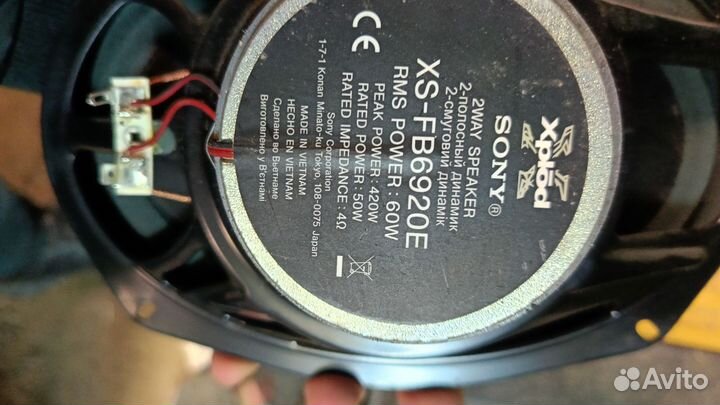 Xplōd
SONY®
2WAY SPEAKER
2-полосный динамик
2-смуговий динамік
XS-FB6920E
RMS POWER : 60W
PEAK POWER: 420W
RATED POWER: 50W
RATED IMPEDANCE: 4Ω
Sony Corporation
1-7-1 Konan Minato-ku Tokyo, 108-0075 Japan
MADE IN VIETNAM
HECHO EN VIETNAM
Сделано во Вьетнаме
Виготовлено у В'єтнамі
CE
Avito